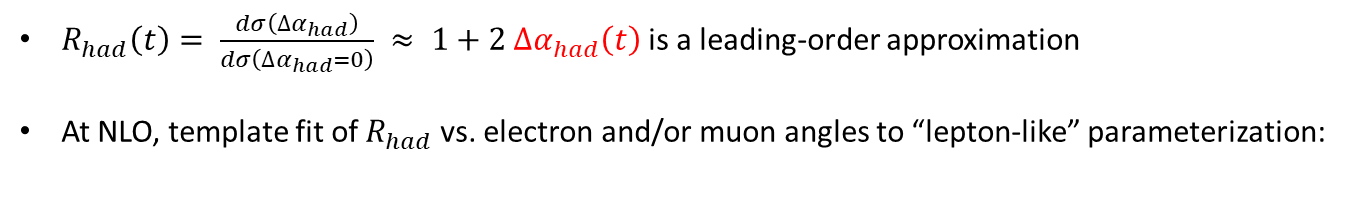 • R_had(t) = dσ(Δα_had) / dσ(Δα_had=0) ≈ 1 + 2 Δα_had(t) is a leading-order approximation
• At NLO, template fit of R_had vs. electron and/or muon angles to “lepton-like” parameterization: